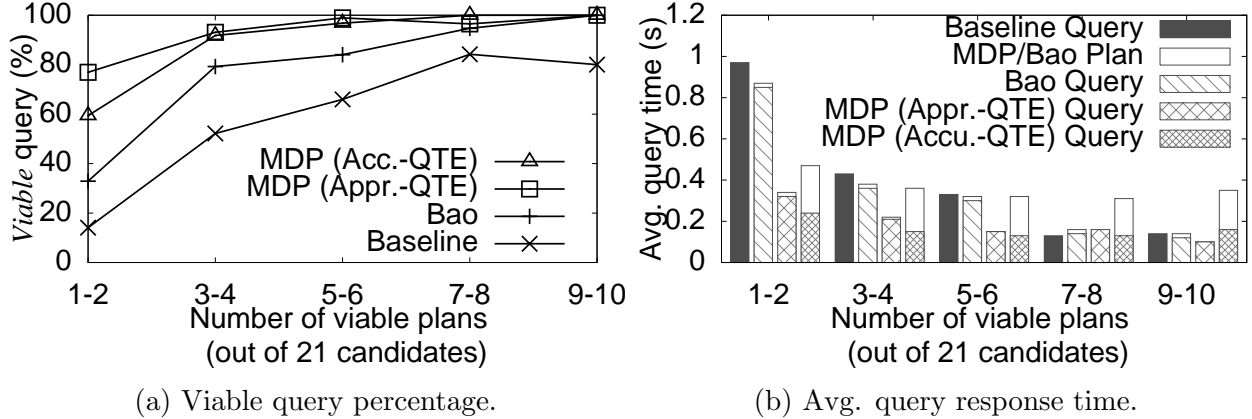 100
80
60
40
20
0
Viable query (%)
MDP (Acc.-QTE)
MDP (Appr.-QTE)
Bao
Baseline
1-2 3-4 5-6 7-8 9-10
Number of viable plans
(out of 21 candidates)
(a) Viable query percentage.
1.2
1
0.8
0.6
0.4
0.2
0
Avg. query time (s)
Baseline Query
MDP/Bao Plan
Bao Query
MDP (Appr.-QTE) Query
MDP (Accu.-QTE) Query
1-2 3-4 5-6 7-8 9-10
Number of viable plans
(out of 21 candidates)
(b) Avg. query response time.